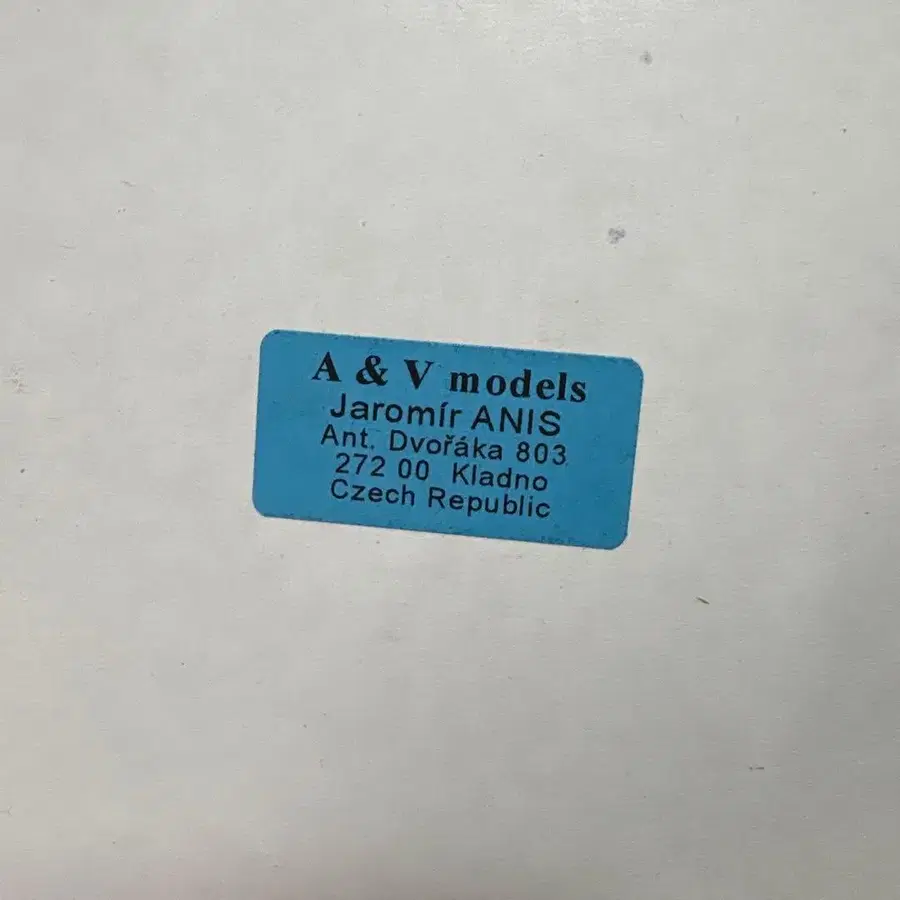 A & V models
Jaromír ANIS
Ant. Dvořáka 803
272 00 Kladno
Czech Republic